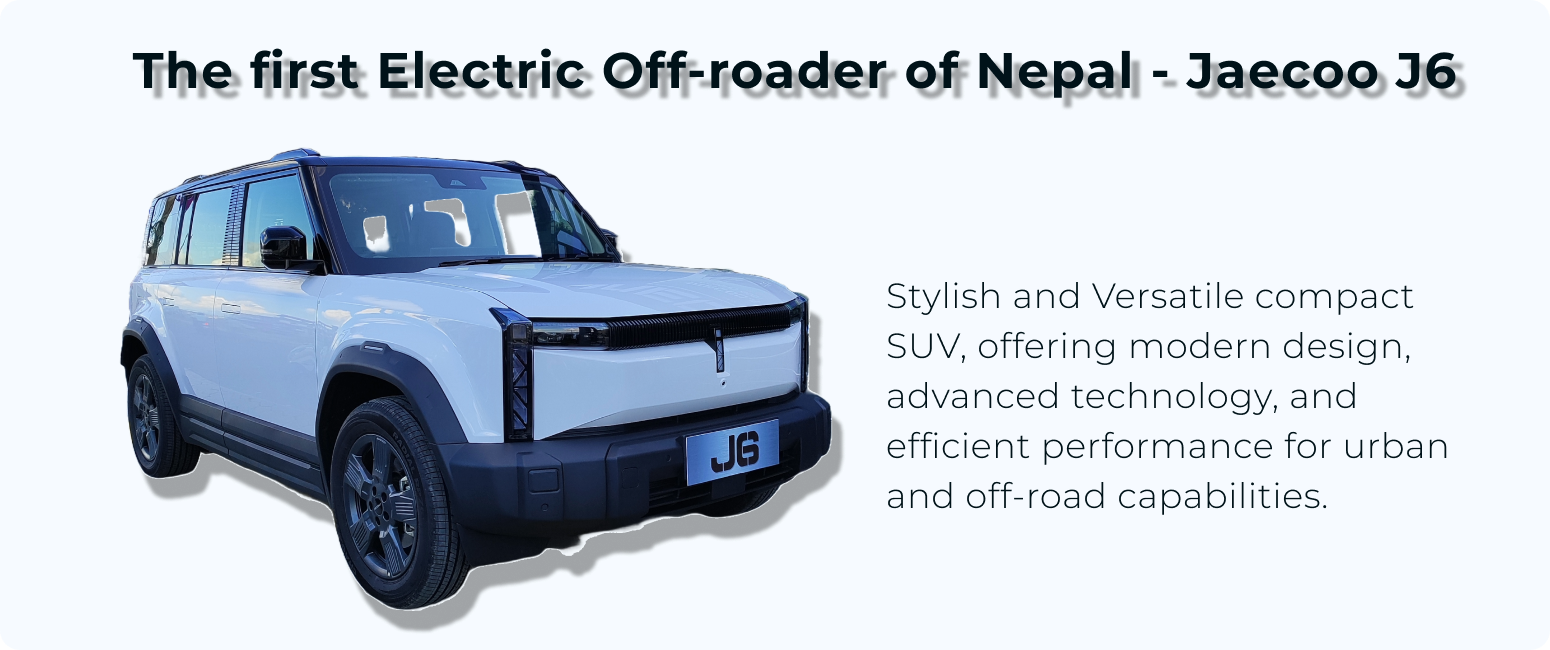 The first Electric Off-roader of Nepal - Jaecoo J6
Stylish and Versatile compact
SUV, offering modern design,
advanced technology, and
efficient performance for urban
and off-road capabilities.
J6